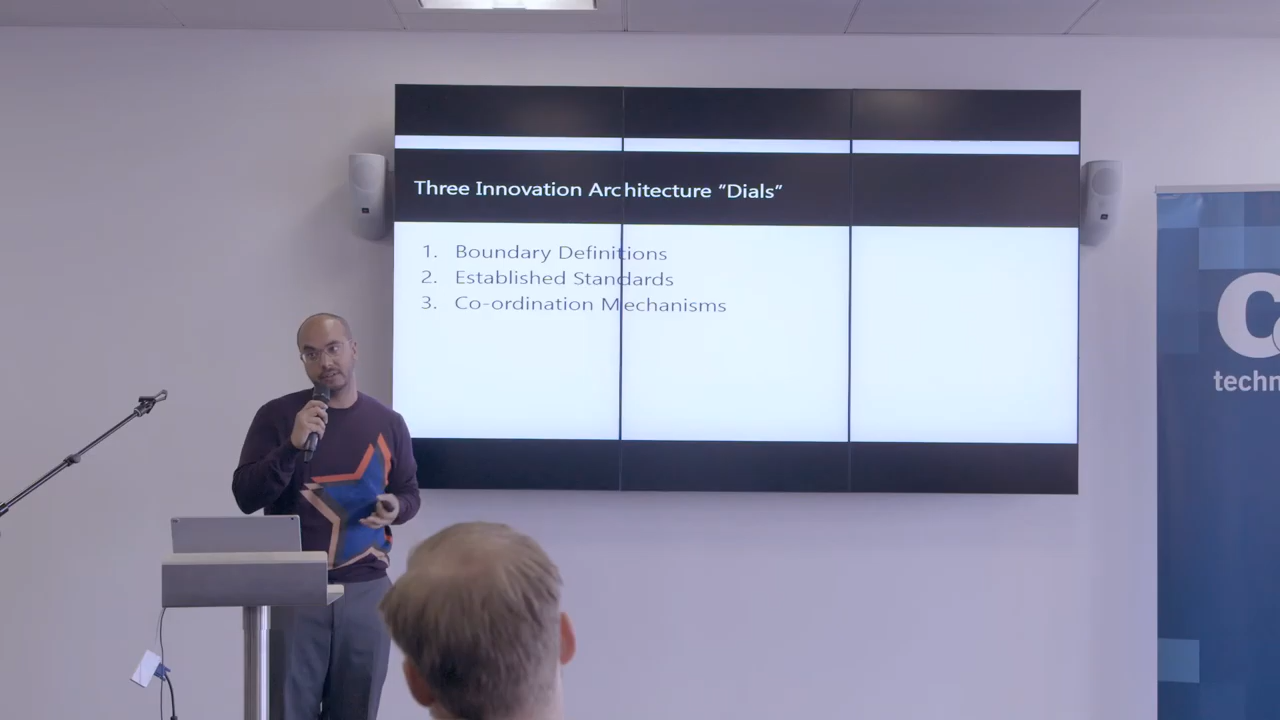 Three Innovation Architecture “Dials”
1. Boundary Definitions
2. Established Standards
3. Co-ordination Mechanisms
techn